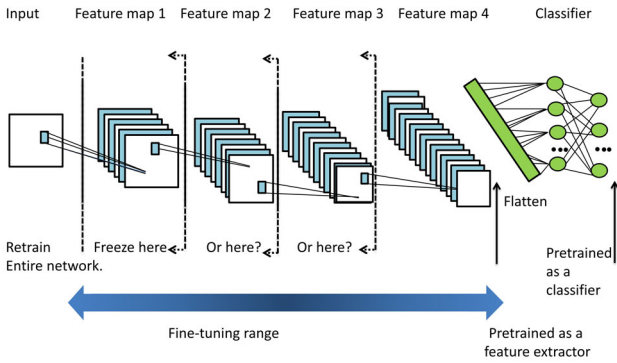 Input Feature map 1 Feature map 2 Feature map 3 Feature map 4 Classifier
Flatten
Retrain Freeze here Or here? Or here?
Entire network.
Pretrained
as a
classifier
Fine-tuning range
Pretrained as a
feature extractor